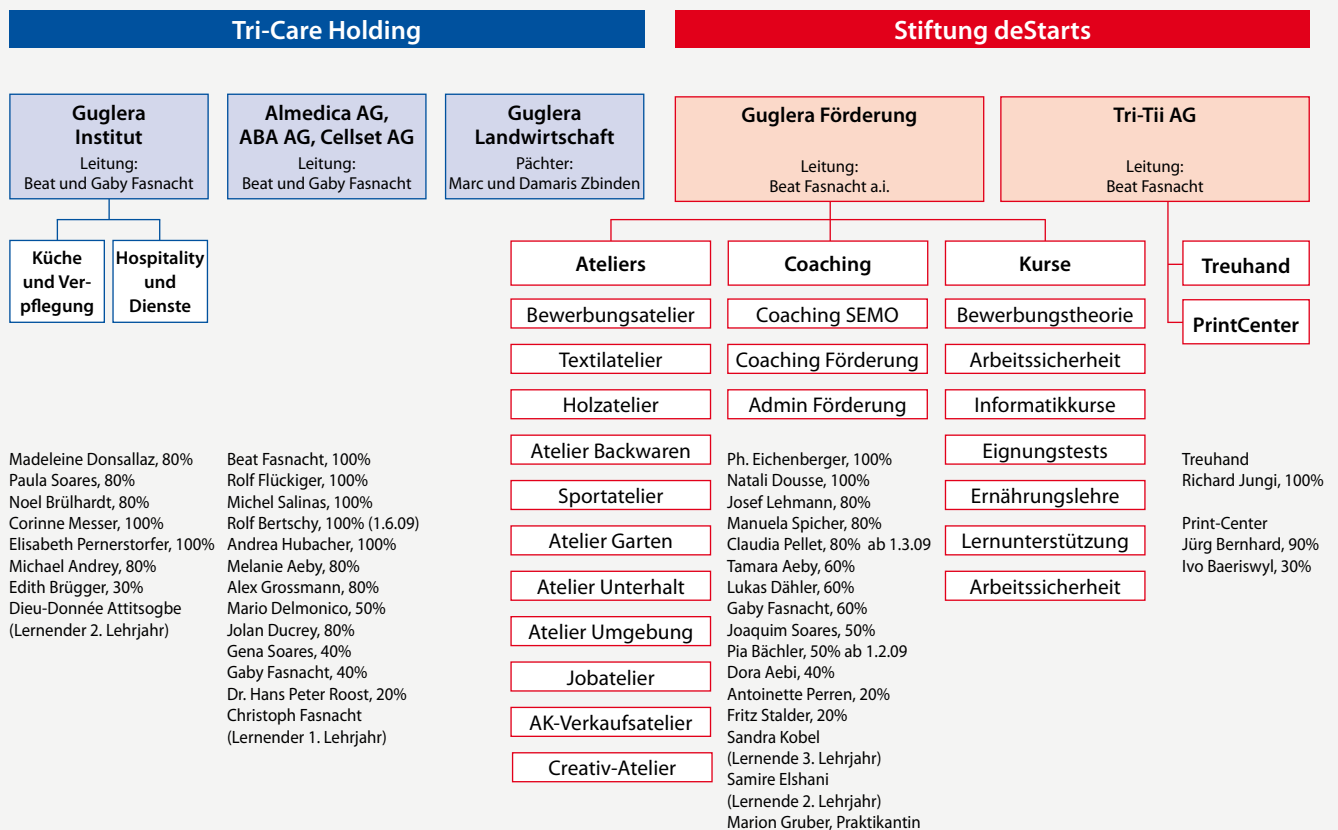 Tri-Care Holding
Stiftung deStarts
Guglera
Institut
Leitung:
Beat und Gaby Fasnacht
Almedica AG,
ABA AG, Cellset AG
Leitung:
Beat und Gaby Fasnacht
Guglera
Landwirtschaft
Pächter:
Marc und Damaris Zbinden
Guglera Förderung
Leitung:
Beat Fasnacht a.i.
Tri-Tii AG
Leitung:
Beat Fasnacht
Küche
und Ver-
pflegung
Hospitality
und
Dienste
Ateliers
Bewerbungsatelier
Textilatelier
Holzatelier
Atelier Backwaren
Sportatelier
Atelier Garten
Atelier Unterhalt
Atelier Umgebung
Jobatelier
AK-Verkaufsatelier
Creativ-Atelier
Coaching
Coaching SEMO
Coaching Förderung
Admin Förderung
Kurse
Bewerbungstheorie
Arbeitssicherheit
Informatikkurse
Eignungstests
Ernährungslehre
Lernunterstützung
Arbeitssicherheit
Treuhand
PrintCenter
Madeleine Donsallaz, 80%
Paula Soares, 80%
Noel Brülhardt, 80%
Corinne Messer, 100%
Elisabeth Pernerstorfer, 100%
Michael Andrey, 80%
Edith Brügger, 30%
Dieu-Donnée Attitsogbe
(Lernender 2. Lehrjahr)
Beat Fasnacht, 100%
Rolf Flückiger, 100%
Michel Salinas, 100%
Rolf Bertschy, 100% (1.6.09)
Andrea Hubacher, 100%
Melanie Aeby, 80%
Alex Grossmann, 80%
Mario Delmonico, 50%
Jolan Ducrey, 80%
Gena Soares, 40%
Gaby Fasnacht, 40%
Dr. Hans Peter Roost, 20%
Christoph Fasnacht
(Lernender 1. Lehrjahr)
Ph. Eichenberger, 100%
Natali Dousse, 100%
Josef Lehmann, 80%
Manuela Spicher, 80%
Claudia Pellet, 80% ab 1.3.09
Tamara Aeby, 60%
Lukas Dähler, 60%
Gaby Fasnacht, 60%
Joaquim Soares, 50%
Pia Bächler, 50% ab 1.2.09
Dora Aebi, 40%
Antoinette Perren, 20%
Fritz Stalder, 20%
Sandra Kobel
(Lernende 3. Lehrjahr)
Samire Elshani
(Lernende 2. Lehrjahr)
Marion Gruber, Praktikantin
Treuhand
Richard Jungi, 100%
Print-Center
Jürg Bernhard, 90%
Ivo Baeriswyl, 30%